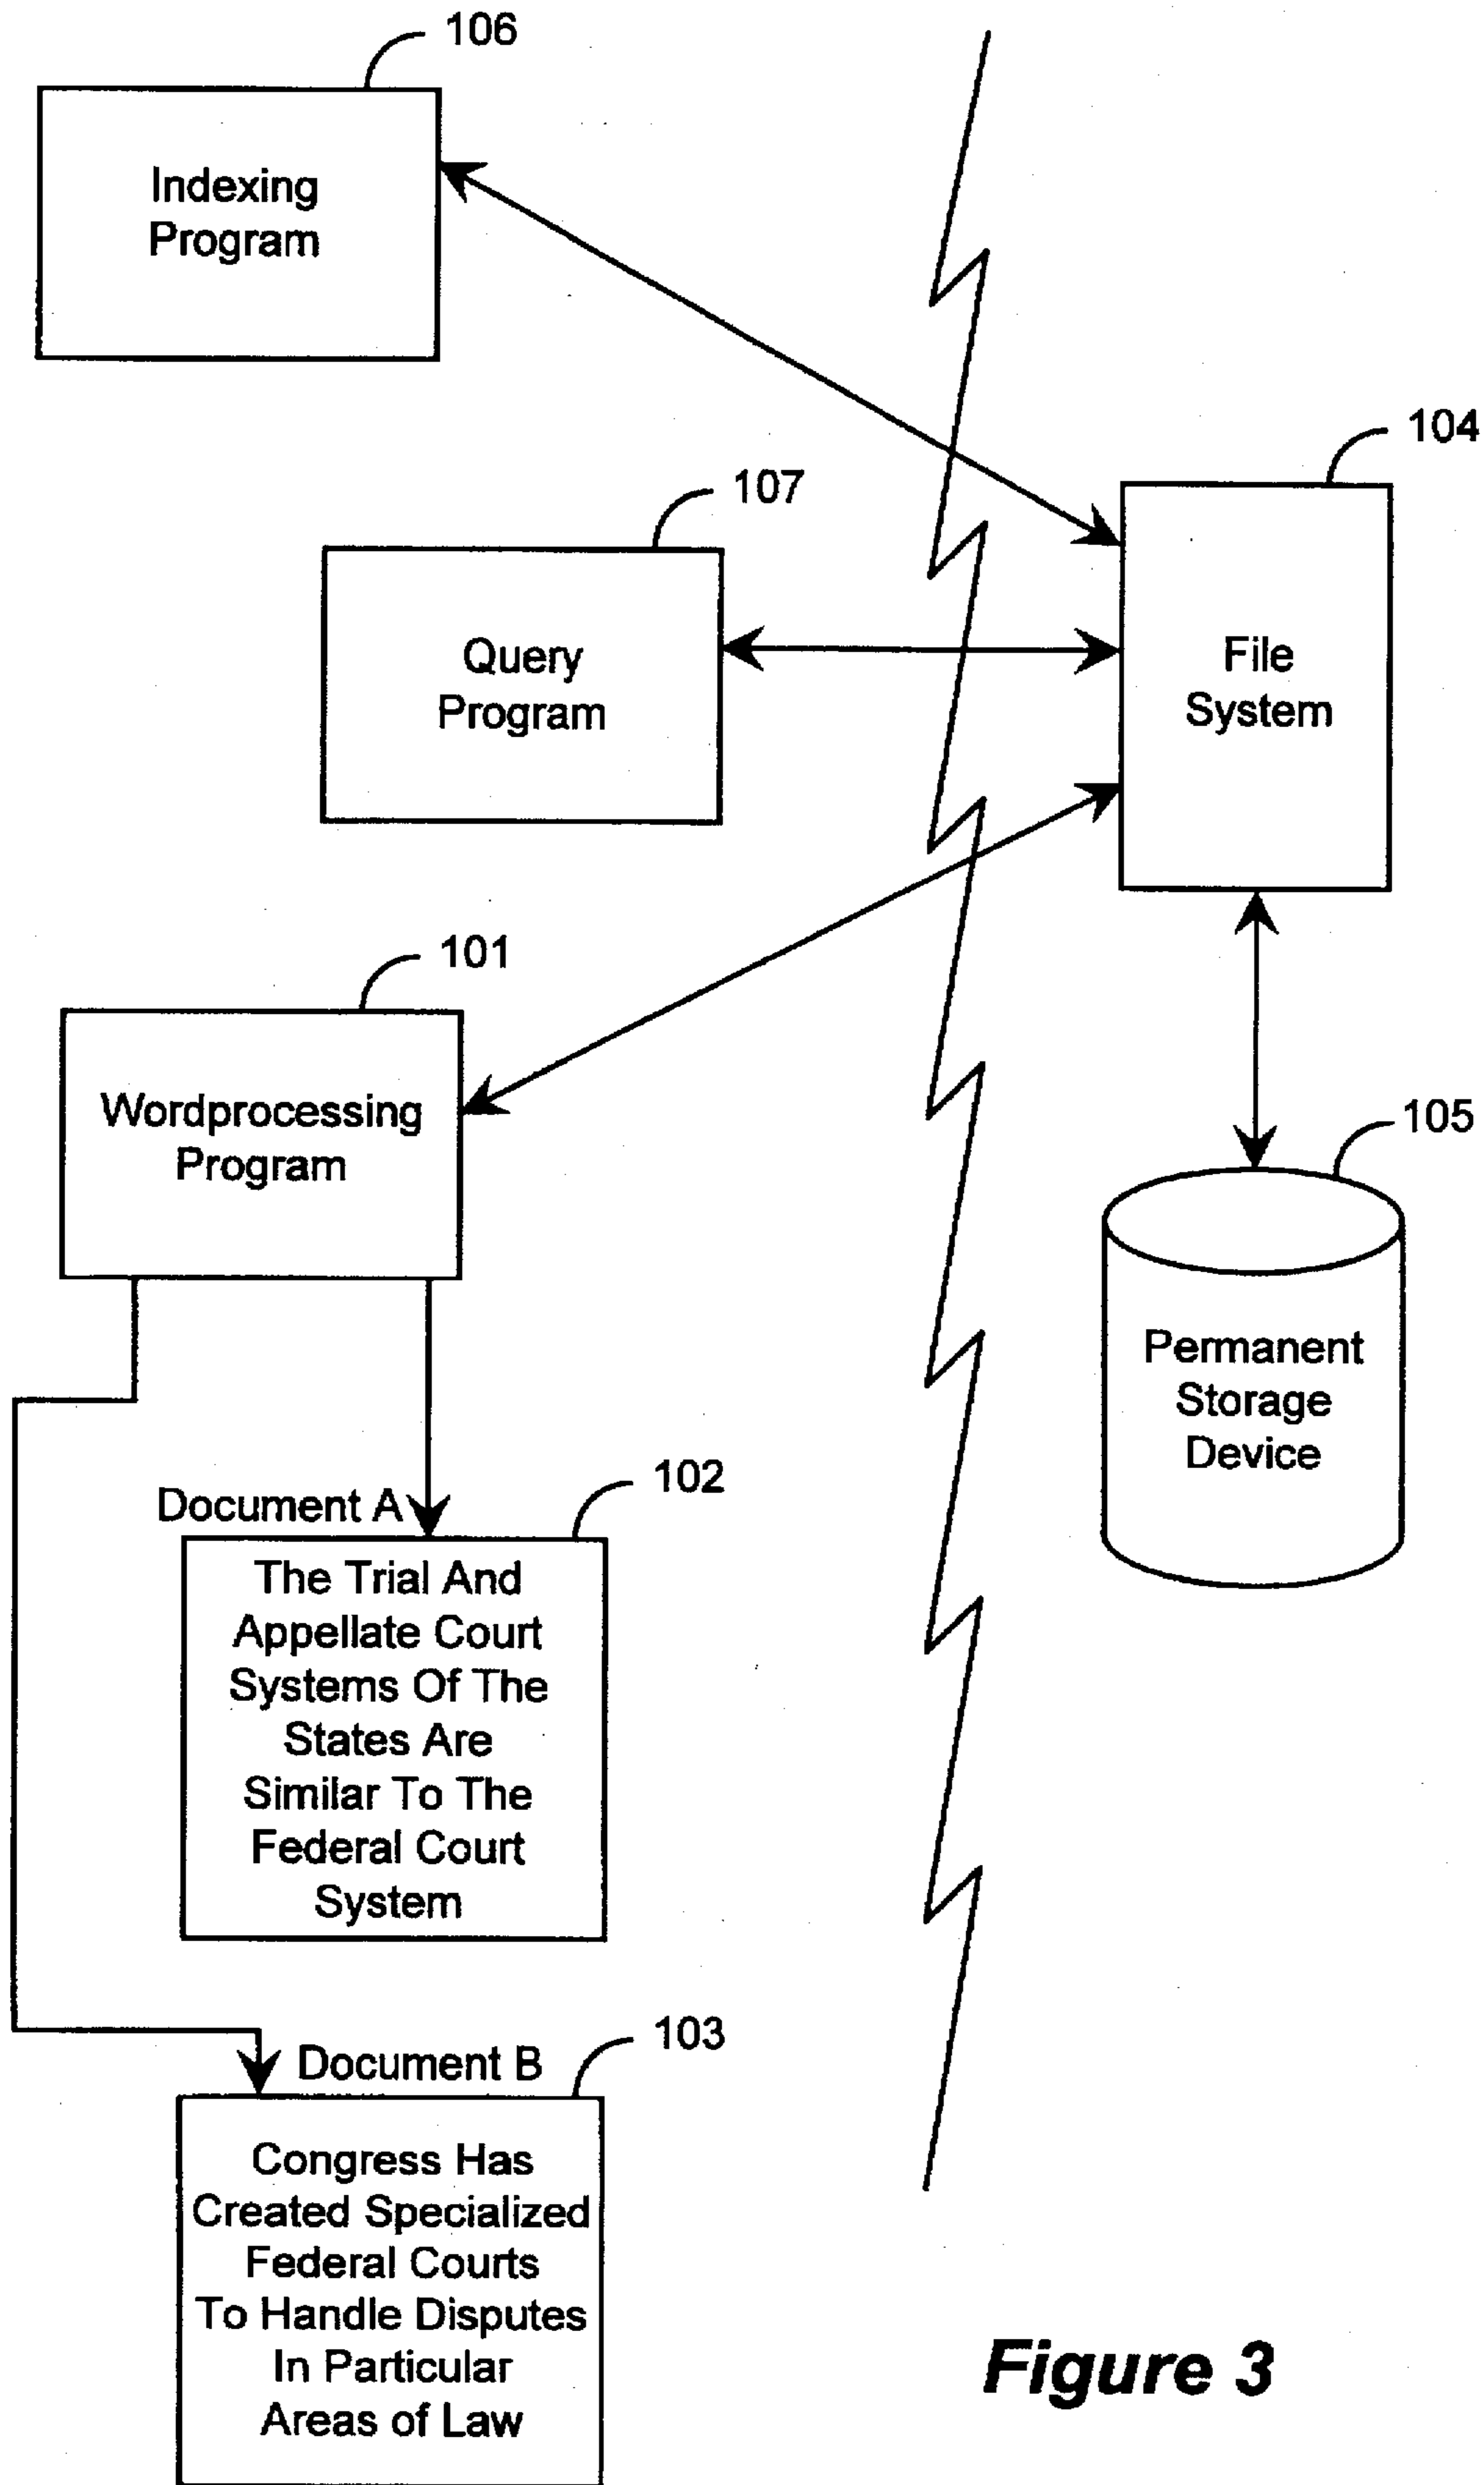 106
Indexing
Program
104
107
Query
Program
File
System
101
Wordprocessing
Program
105
Permanent
Storage
Device
102
Document A
The Trial And
Appellate Court
Systems Of The
States Are
Similar To The
Federal Court
System
103
Document B
Congress Has
Created Specialized
Federal Courts
To Handle Disputes
In Particular
Areas of Law
Figure 3